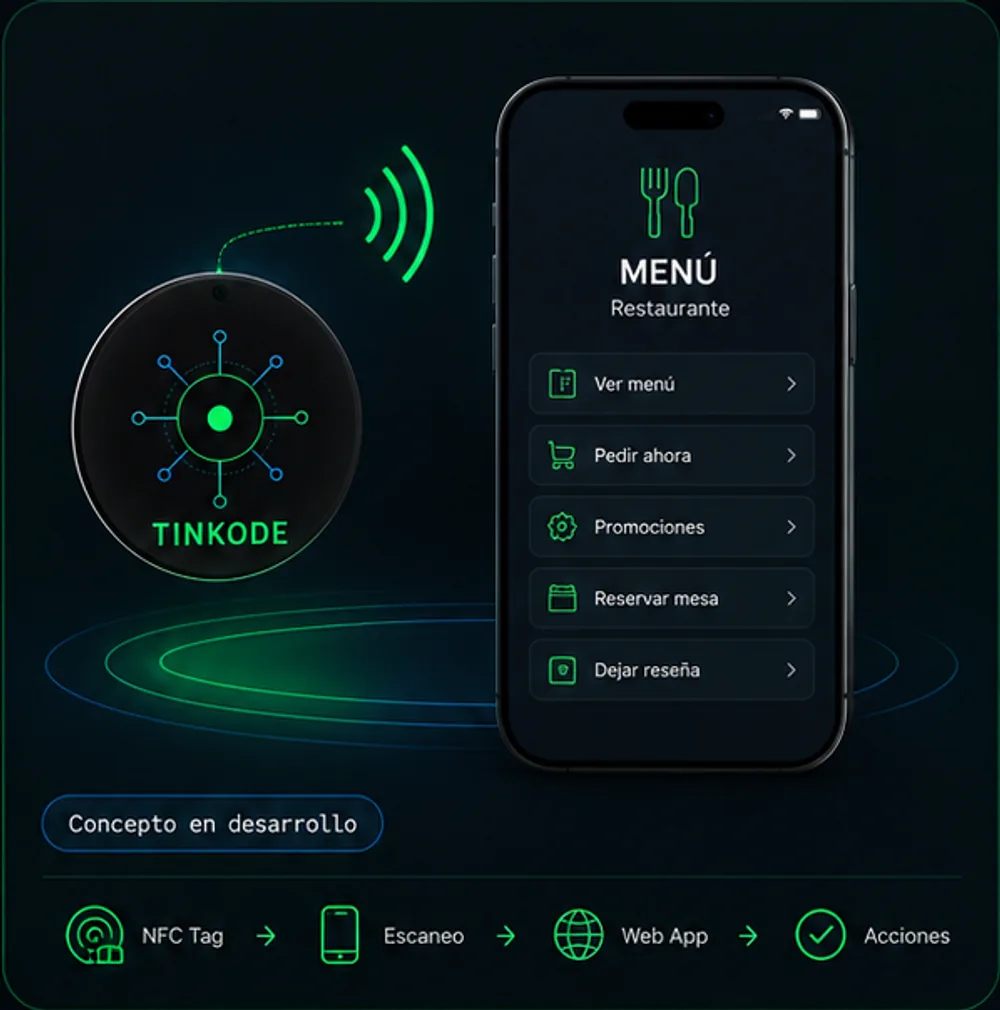 TINKODE
MENÚ
Restaurante
Ver menú
Pedir ahora
Promociones
Reservar mesa
Dejar reseña
Concepto en desarrollo
NFC Tag
Escaneo
Web App
Acciones